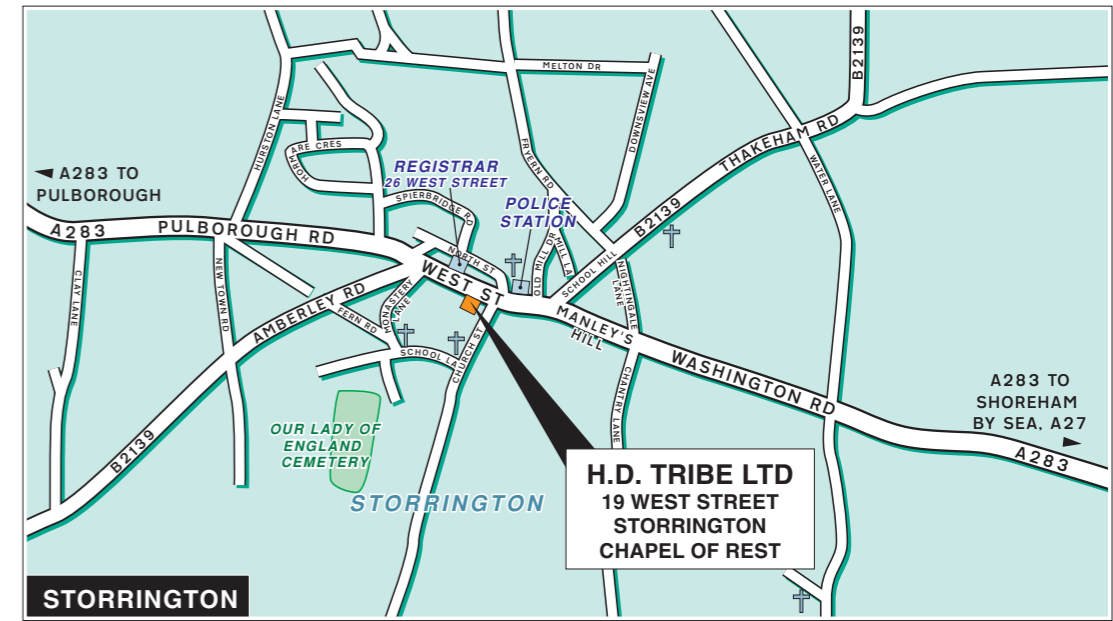 MELTON DR
B2139
HURSTON LANE
DOWNSVIEW AVE
HORM
ARE CRES
FRYERN RD
THAKEHAM RD
WATER LANE
◄ A283 TO
PULBOROUGH
REGISTRAR
26 WEST STREET
SPIERBRIDGE RD
POLICE
STATION
B2139
A283
PULBOROUGH RD
NORTH ST
OLD MILL DR
MILL LA
SCHOOL HILL
NIGHTINGALE
LANE
CLAY LANE
NEW TOWN RD
WEST ST
AMBERLEY RD
MONASTERY
LANE
FERN RD
MANLEY'S
HILL
SCHOOL LA
CHURCH ST
WASHINGTON RD
CHANTRY LANE
A283 TO
SHOREHAM
BY SEA, A27
►
A283
B2139
OUR LADY OF
ENGLAND
CEMETERY
STORRINGTON
H.D. TRIBE LTD
19 WEST STREET
STORRINGTON
CHAPEL OF REST
STORRINGTON